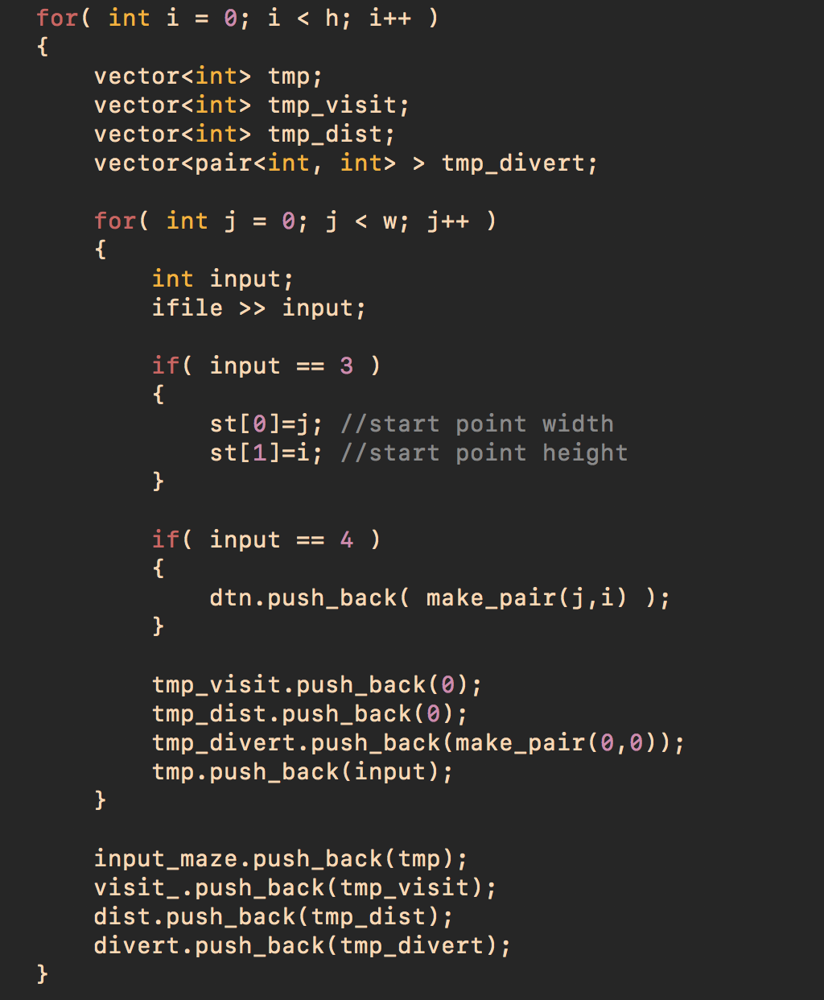 for( int i = 0; i < h; i++ )
{
    vector<int> tmp;
    vector<int> tmp_visit;
    vector<int> tmp_dist;
    vector<pair<int, int> > tmp_divert;

    for( int j = 0; j < w; j++ )
    {
        int input;
        ifile >> input;

        if( input == 3 )
        {
            st[0]=j; //start point width
            st[1]=i; //start point height
        }

        if( input == 4 )
        {
            dtn.push_back( make_pair(j,i) );
        }

        tmp_visit.push_back(0);
        tmp_dist.push_back(0);
        tmp_divert.push_back(make_pair(0,0));
        tmp.push_back(input);
    }

    input_maze.push_back(tmp);
    visit_.push_back(tmp_visit);
    dist.push_back(tmp_dist);
    divert.push_back(tmp_divert);
}